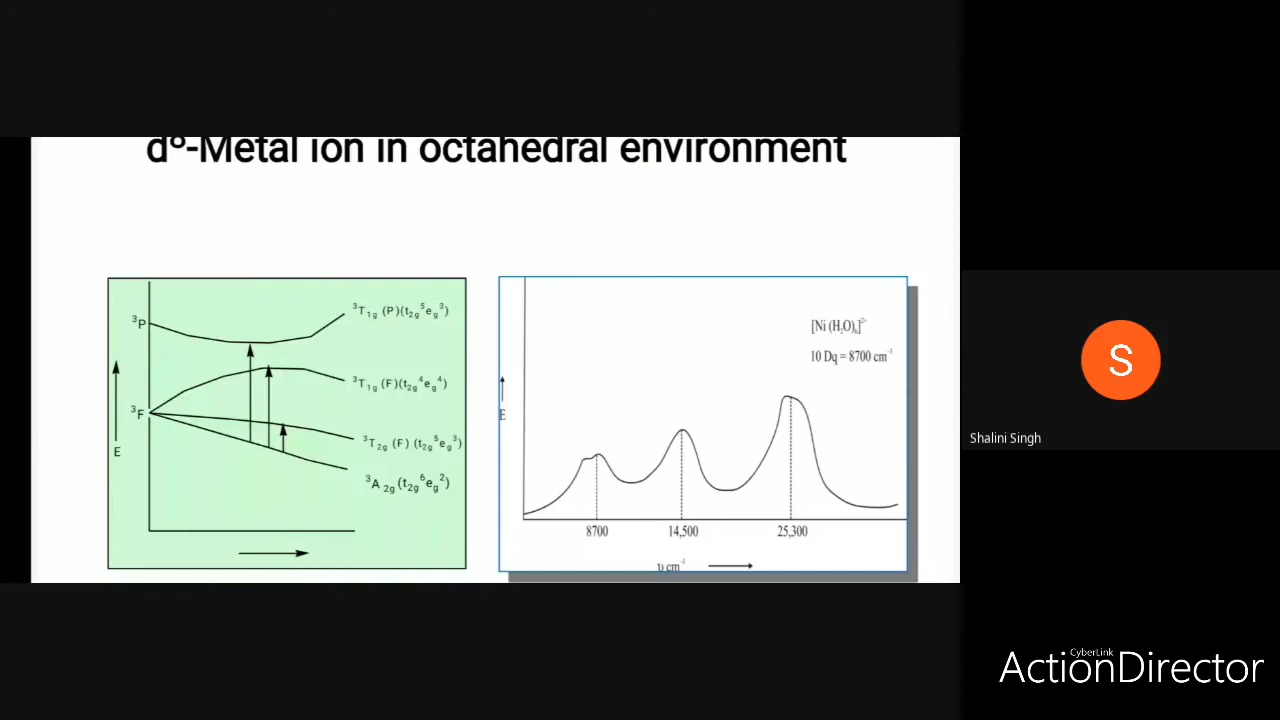 d⁸-Metal ion in octahedral environment
³P
³F
E
³T₁g (P)(t₂g⁵eg³)
³T₁g (F)(t₂g⁴eg⁴)
³T₂g (F) (t₂g⁵eg³)
³A₂g(t₂g⁶eg²)
E
[Ni (H₂O)₆]²⁺
10 Dq = 8700 cm⁻¹
8700 14,500 25,300
υ cm⁻¹
S
Shalini Singh
CyberLink
ActionDirector